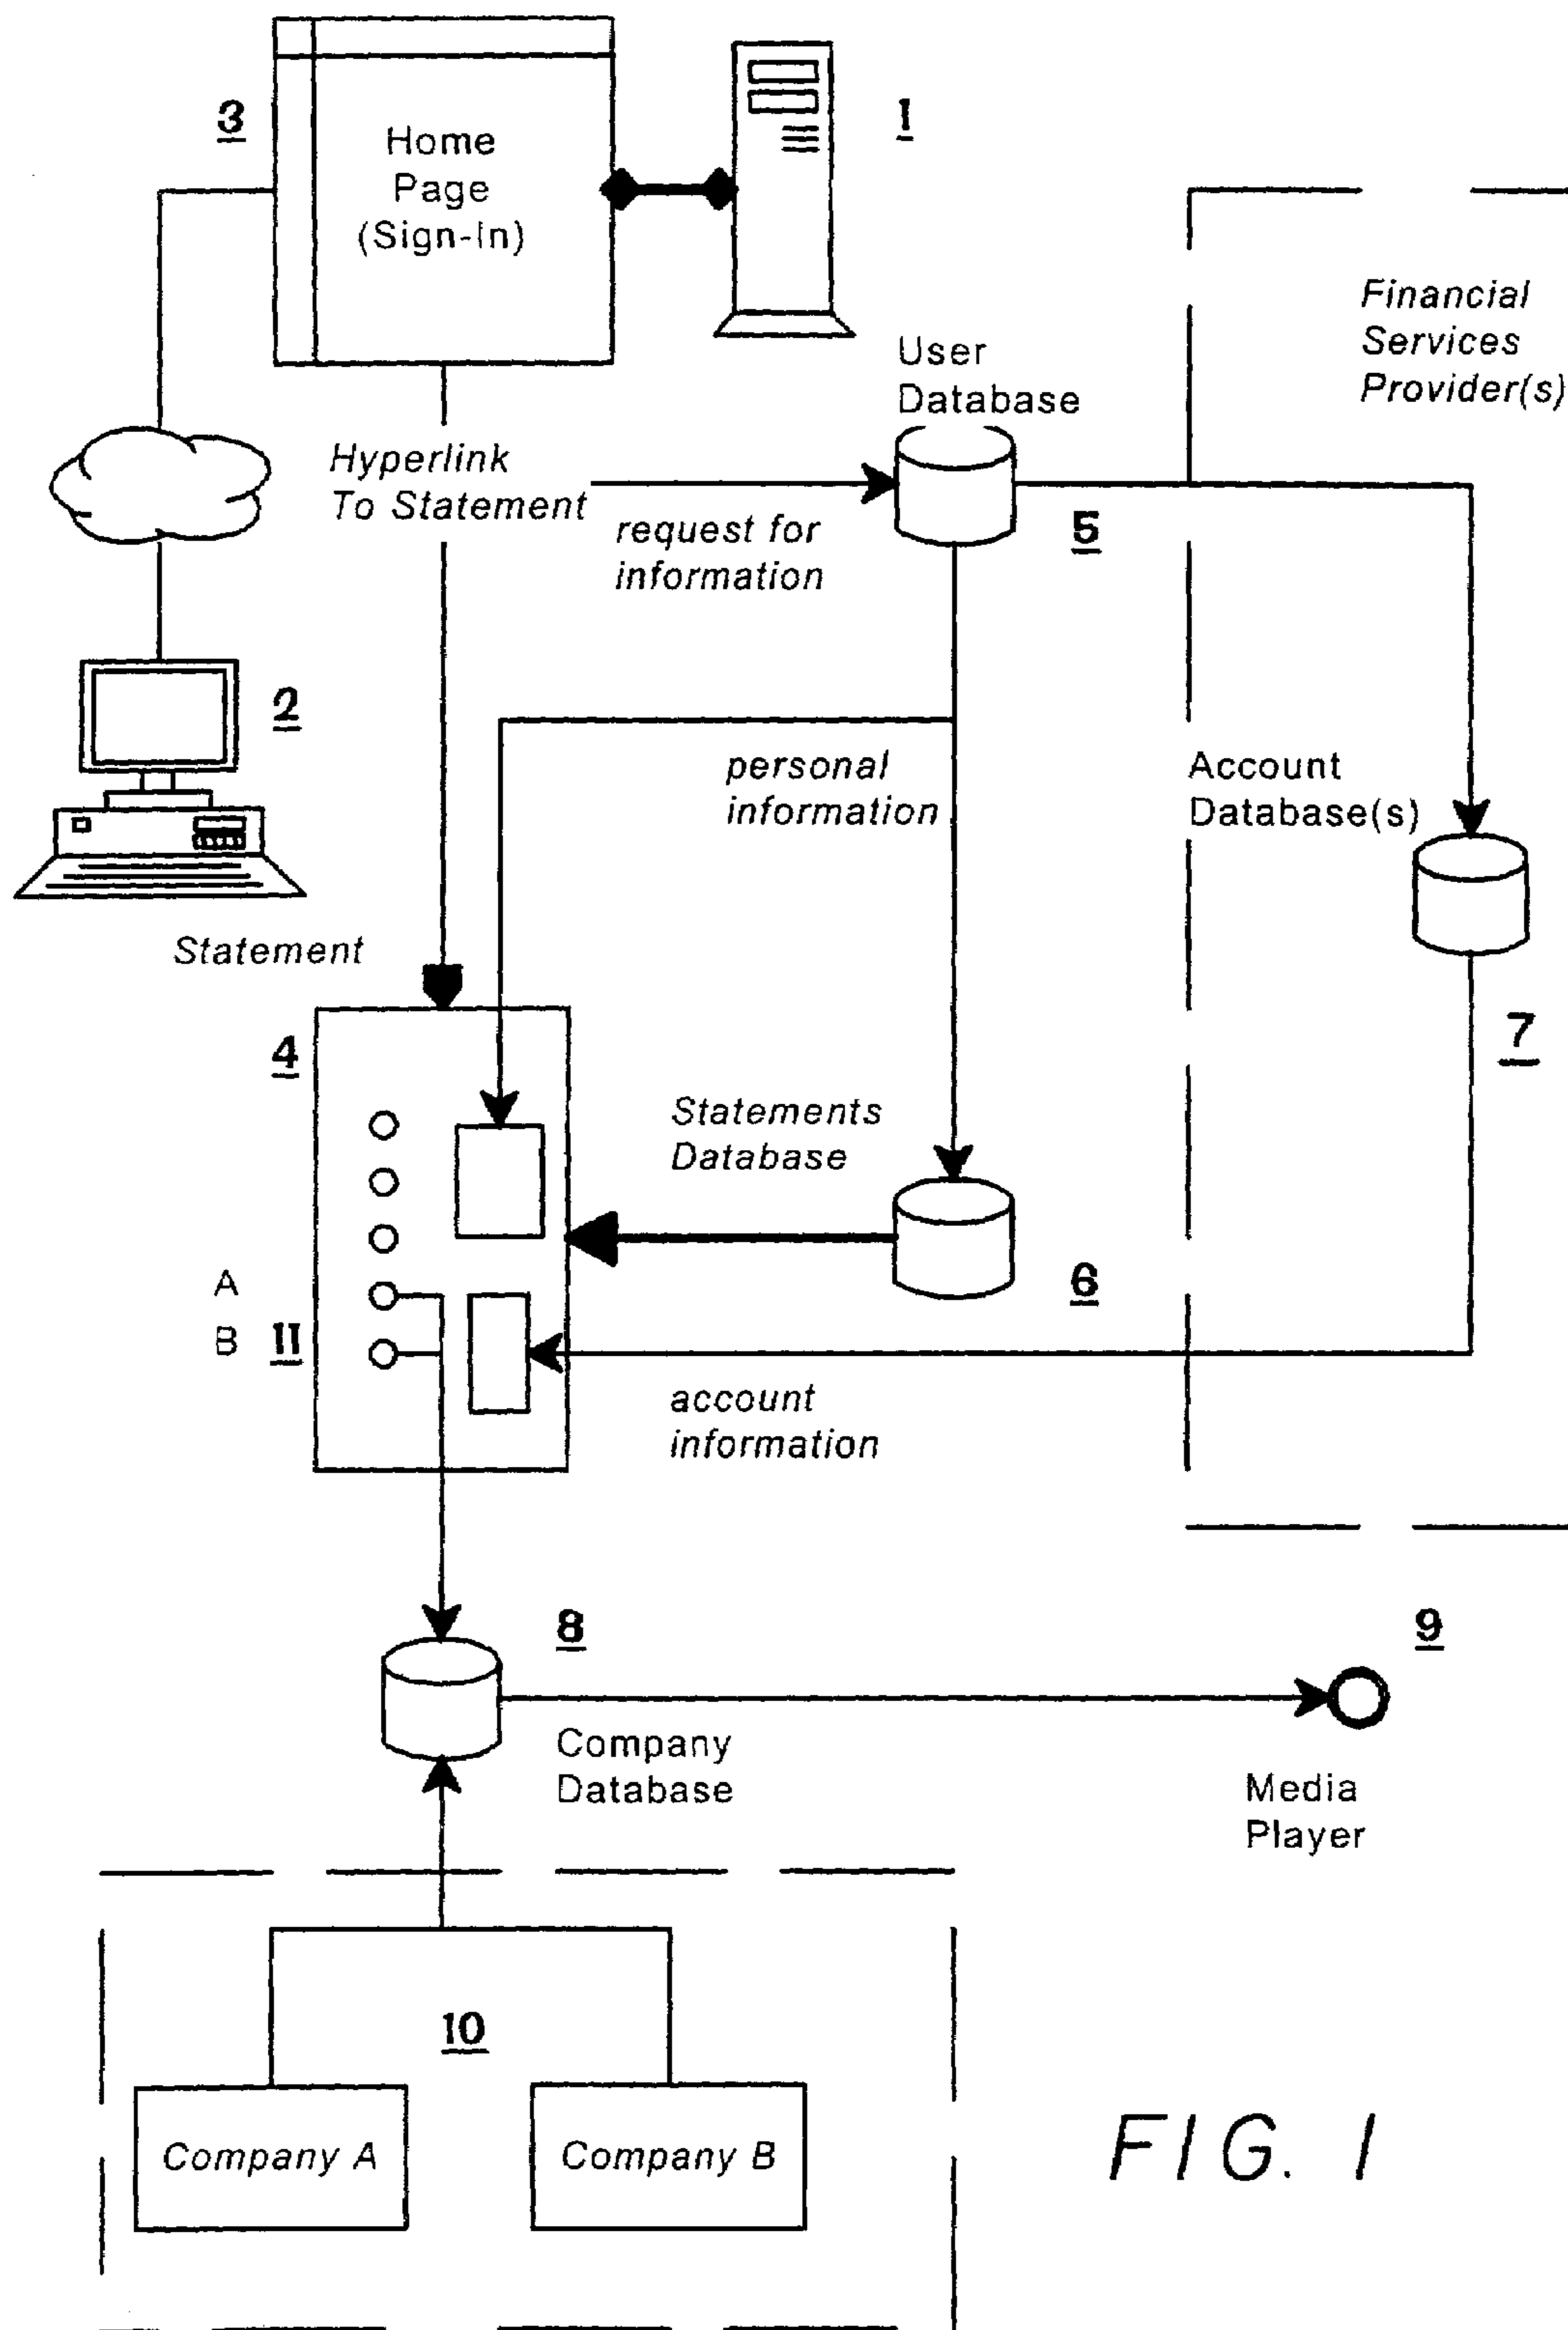 3
Home
Page
(Sign-In)
1
Financial
Services
Provider(s)
User
Database
Hyperlink
To Statement
request for
information
5
2
personal
information
Account
Database(s)
Statement
7
4
Statements
Database
6
A
B
11
account
information
8
9
Company
Database
Media
Player
10
Company A
Company B
FIG. 1